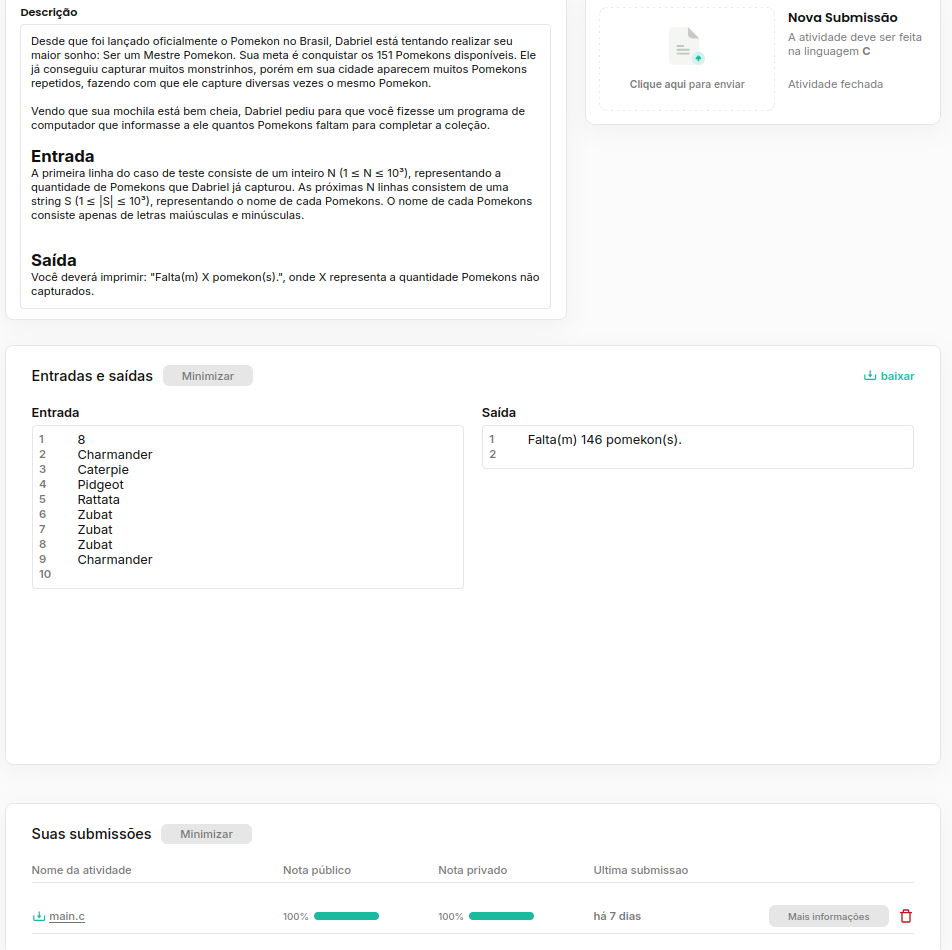 Descrição
Desde que foi lançado oficialmente o Pomekon no Brasil, Dabriel está tentando realizar seu
maior sonho: Ser um Mestre Pomekon. Sua meta é conquistar os 151 Pomekons disponíveis. Ele
já conseguiu capturar muitos monstrinhos, porém em sua cidade aparecem muitos Pomekons
repetidos, fazendo com que ele capture diversas vezes o mesmo Pomekon.
Vendo que sua mochila está bem cheia, Dabriel pediu para que você fizesse um programa de
computador que informasse a ele quantos Pomekons faltam para completar a coleção.
Entrada
A primeira linha do caso de teste consiste de um inteiro N (1 ≤ N ≤ 10³), representando a
quantidade de Pomekons que Dabriel já capturou. As próximas N linhas consistem de uma
string S (1 ≤ |S| ≤ 10³), representando o nome de cada Pomekons. O nome de cada Pomekons
consiste apenas de letras maiúsculas e minúsculas.
Saída
Você deverá imprimir: "Falta(m) X pomekon(s).", onde X representa a quantidade Pomekons não
capturados.
Clique aqui para enviar
Nova Submissão
A atividade deve ser feita
na linguagem C
Atividade fechada
Entradas e saídas Minimizar baixar
Entrada
1 8
2 Charmander
3 Caterpie
4 Pidgeot
5 Rattata
6 Zubat
7 Zubat
8 Zubat
9 Charmander
10
Saída
1 Falta(m) 146 pomekon(s).
2
Suas submissões Minimizar
Nome da atividade Nota público Nota privado Ultima submissao
main.c 100% 100% há 7 dias Mais informações